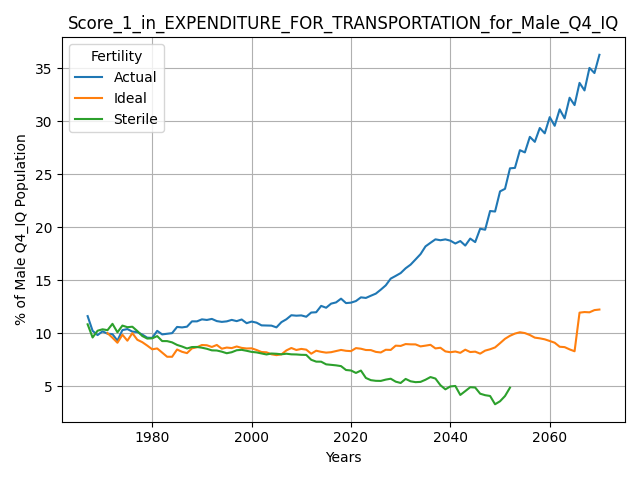 Score_1_in_EXPENDITURE_FOR_TRANSPORTATION_for_Male_Q4_IQ
Fertility
Actual
Ideal
Sterile
% of Male Q4_IQ Population
35
30
25
20
15
10
5
1980 2000 2020 2040 2060
Years